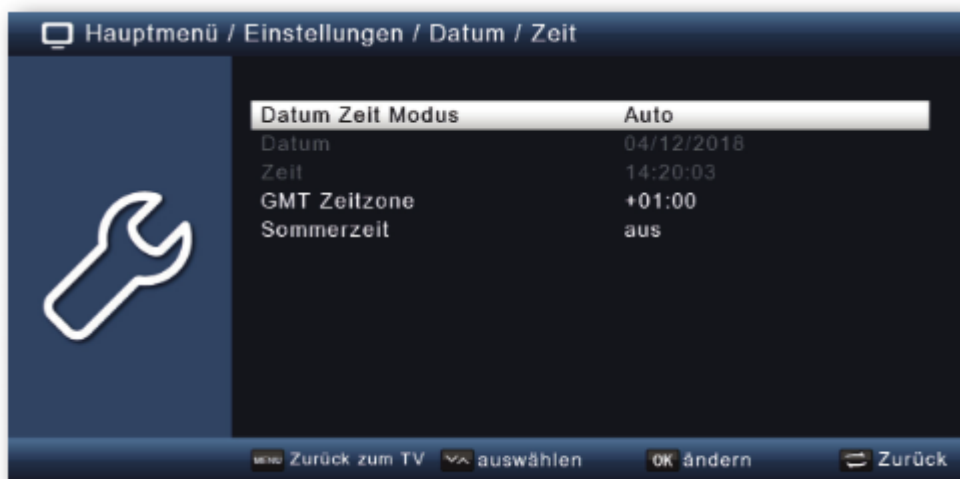 Hauptmenü / Einstellungen / Datum / Zeit
Datum Zeit Modus Auto
Datum 04/12/2018
Zeit 14:20:03
GMT Zeitzone +01:00
Sommerzeit aus
MENU Zurück zum TV auswählen OK ändern Zurück